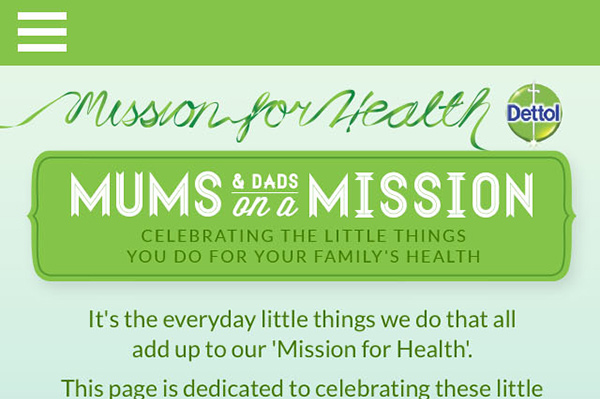 Mission for Health
Dettol
MUMS & DADS on a MISSION
CELEBRATING THE LITTLE THINGS
YOU DO FOR YOUR FAMILY'S HEALTH
It's the everyday little things we do that all
add up to our 'Mission for Health'.
This page is dedicated to celebrating these little